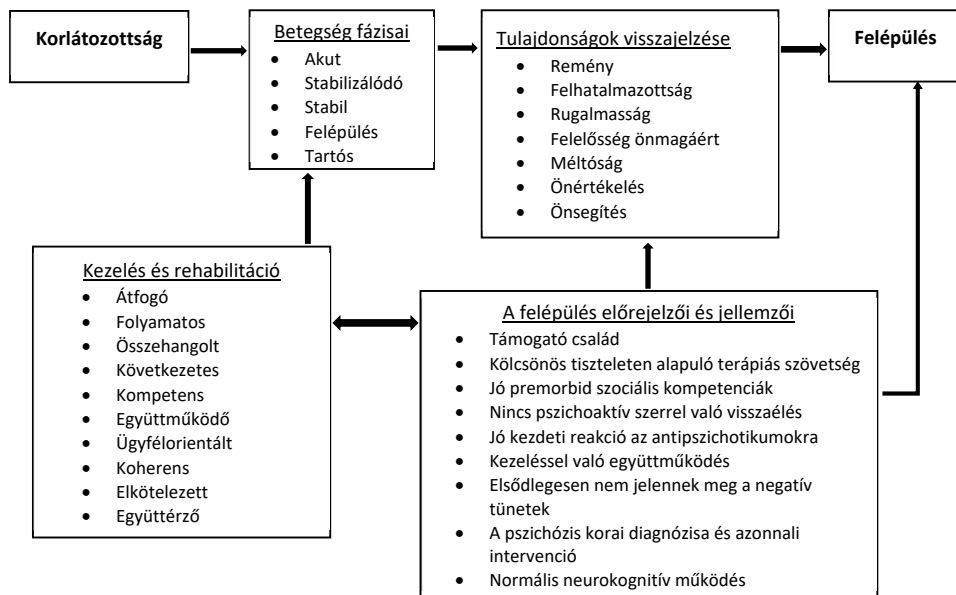 Korlátozottság
Betegség fázisai
• Akut
• Stabilizálódó
• Stabil
• Felépülés
• Tartós
Tulajdonságok visszajelzése
• Remény
• Felhatalmazottság
• Rugalmasság
• Felelősség önmagáért
• Méltóság
• Önértékelés
• Önsegítés
Felépülés
Kezelés és rehabilitáció
• Átfogó
• Folyamatos
• Összehangolt
• Következetes
• Kompetens
• Együttműködő
• Ügyfélorientált
• Koherens
• Elkötelezett
• Együttérző
A felépülés előrejelzői és jellemzői
• Támogató család
• Kölcsönös tiszteleten alapuló terápiás szövetség
• Jó premorbid szociális kompetenciák
• Nincs pszichoaktív szerrel való visszaélés
• Jó kezdeti reakció az antipszichotikumokra
• Kezeléssel való együttműködés
• Elsődlegesen nem jelennek meg a negatív
tünetek
• A pszichózis korai diagnózisa és azonnali
intervenció
• Normális neurokognitív működés